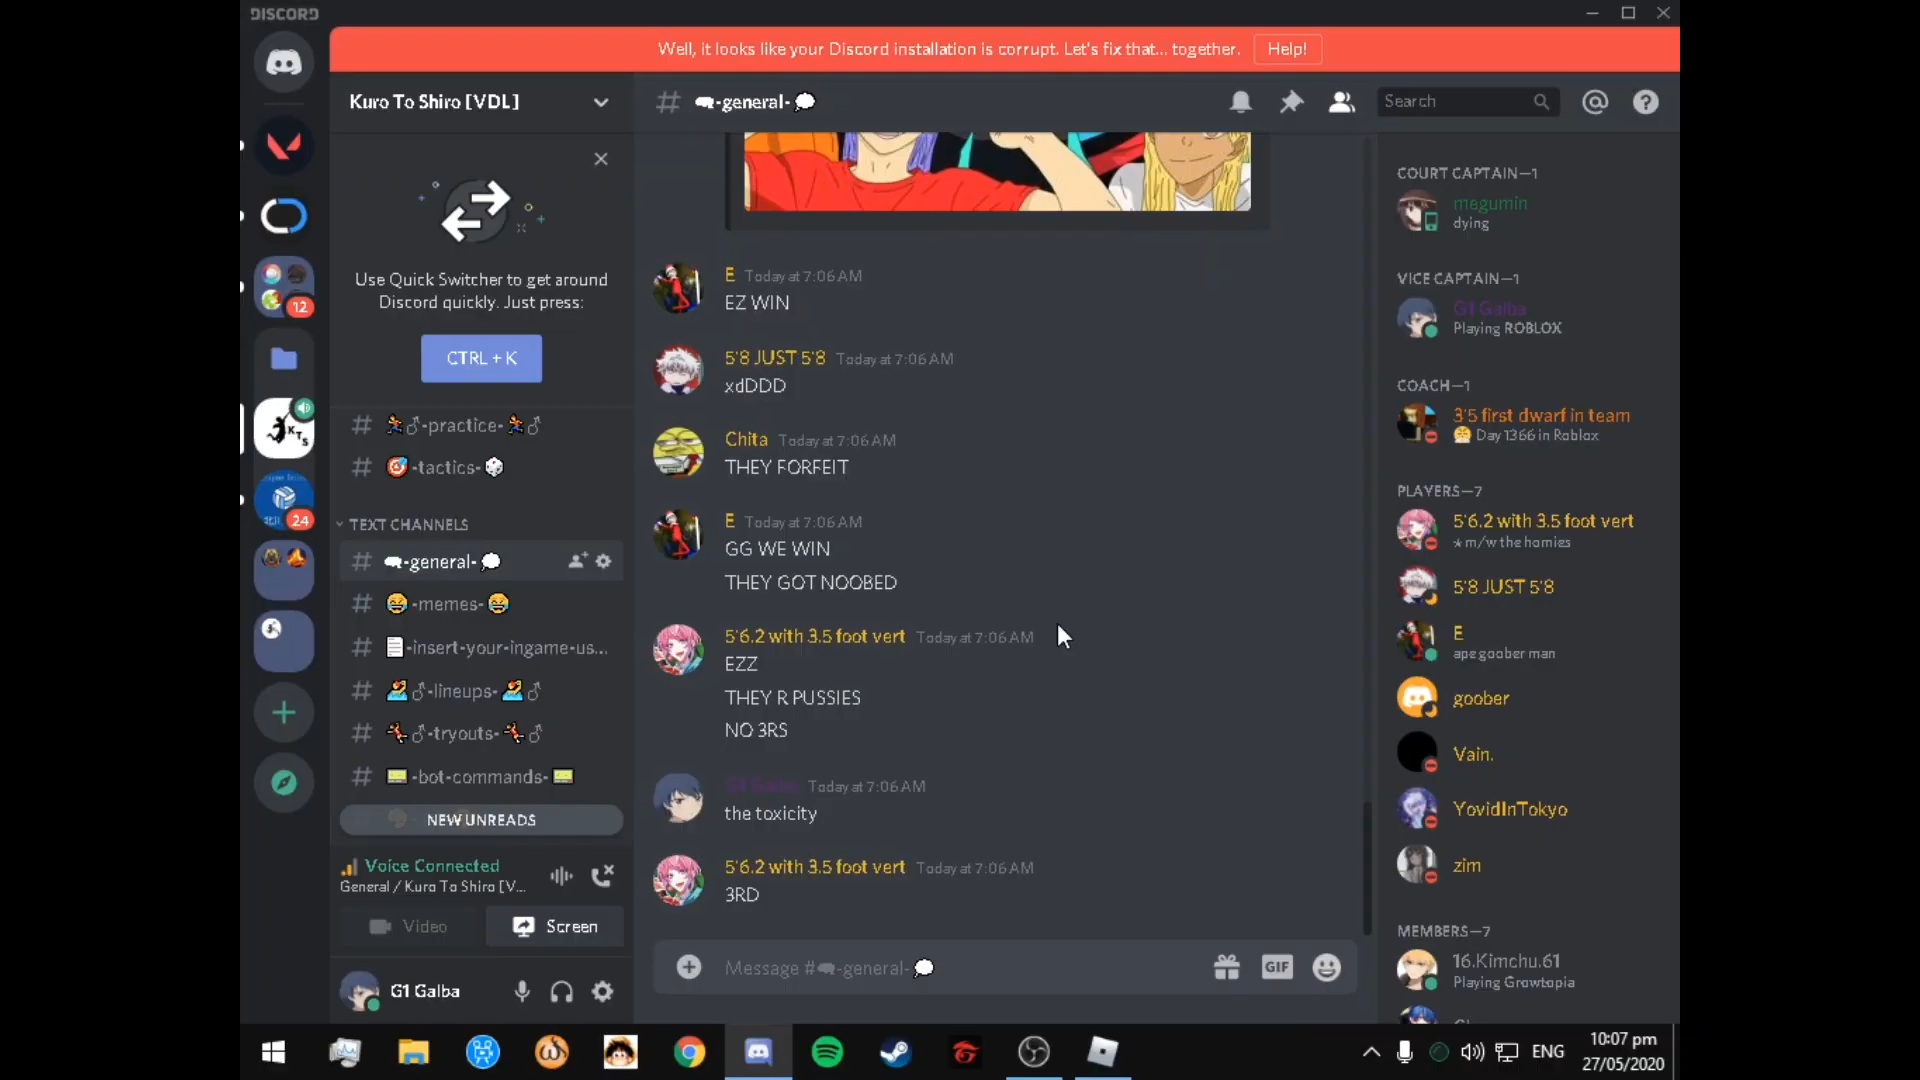 DISCORD
Well, it looks like your Discord installation is corrupt. Let's fix that... together.
Help!
Kuro To Shiro [VDL]
-general-
Search
Use Quick Switcher to get around
Discord quickly. Just press:
CTRL + K
-practice-
-tactics-
TEXT CHANNELS
-general-
-memes-
-insert-your-ingame-us...
-lineups-
-tryouts-
-bot-commands-
NEW UNREADS
Voice Connected
General / Kuro To Shiro [V...
Video
Screen
G1 Galba
12
KTS
24
E Today at 7:06 AM
EZ WIN
5'8 JUST 5'8 Today at 7:06 AM
xdDDD
Chita Today at 7:06 AM
THEY FORFEIT
E Today at 7:06 AM
GG WE WIN
THEY GOT NOOBED
5'6.2 with 3.5 foot vert Today at 7:06 AM
EZZ
THEY R PUSSIES
NO 3RS
G1 Galba Today at 7:06 AM
the toxicity
5'6.2 with 3.5 foot vert Today at 7:06 AM
3RD
Message #-general-
GIF
COURT CAPTAIN—1
megumin
dying
VICE CAPTAIN—1
G1 Galba
Playing ROBLOX
COACH—1
3'5 first dwarf in team
Day 1366 in Roblox
PLAYERS—7
5'6.2 with 3.5 foot vert
* m/w the homies
5'8 JUST 5'8
E
ape goober man
goober
Vain.
YovidInTokyo
zim
MEMBERS—7
16.Kimchu.61
Playing Growtopia
ENG
10:07 pm
27/05/2020